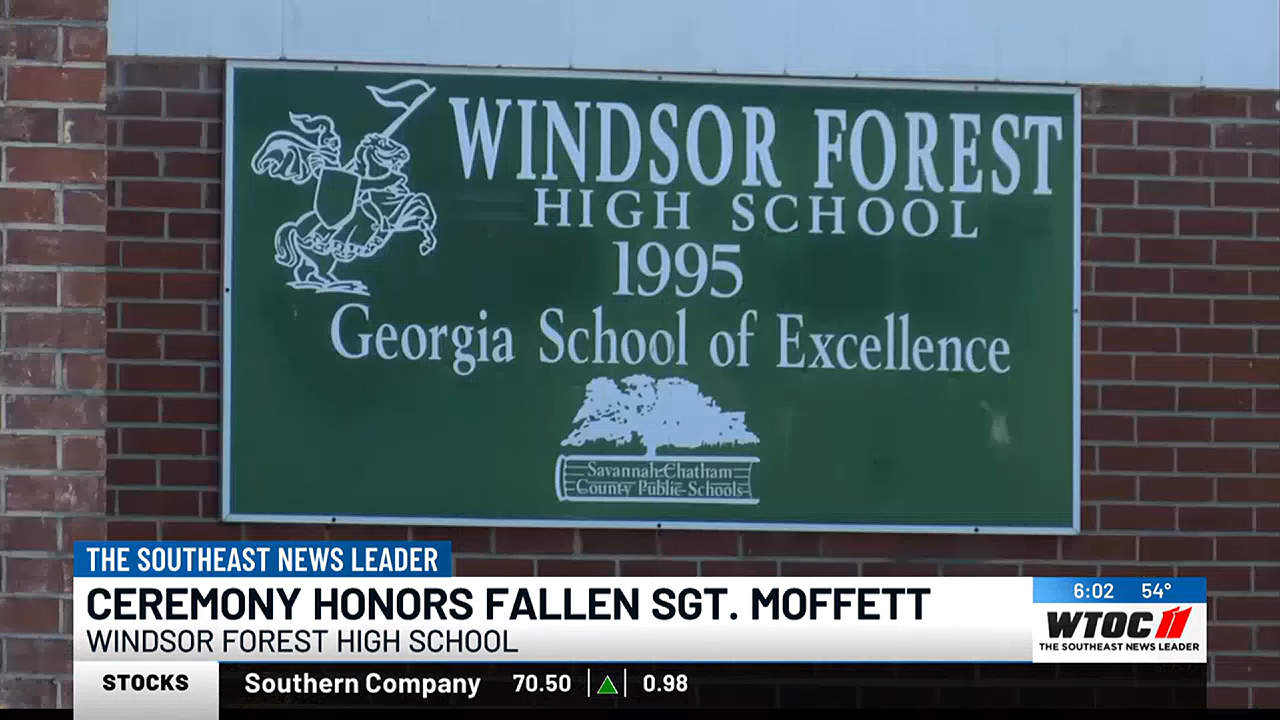 WINDSOR FOREST
HIGH SCHOOL
1995
Georgia School of Excellence
Savannah-Chatham
County Public Schools
THE SOUTHEAST NEWS LEADER
CEREMONY HONORS FALLEN SGT. MOFFETT
WINDSOR FOREST HIGH SCHOOL
6:02 54°
WTOC 11
THE SOUTHEAST NEWS LEADER
STOCKS Southern Company 70.50 0.98